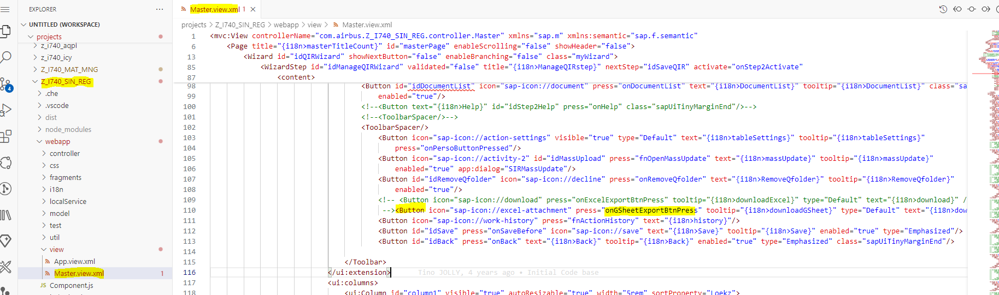 EXPLORER
UNTITLED (WORKSPACE)
projects
z_i740_aqpl
z_i740_icy
Z_I740_MAT_MNG
Z_I740_SIN_REG
.che
.vscode
dist
node_modules
webapp
controller
css
fragments
i18n
localService
model
test
util
view
App.view.xml
Master.view.xml 1
JS Component.js
4
Master.view.xml 1
projects > Z_I740_SIN_REG > webapp > view > Master.view.xml
1 <mvc:View controllerName="com.airbus.Z_I740_SIN_REG.controller.Master" xmlns="sap.m" xmlns:semantic="sap.f.semantic"
6 <Page title="{i18n>masterTitleCount}" id="masterPage" enableScrolling="false" showHeader="false">
13 <Wizard id="idQIRWizard" showNextButton="false" enableBranching="false" class="myWizard">
85 <WizardStep id="idManageQIRWizard" validated="false" title="{i18n>ManageQIRstep}" nextStep="idSaveQIR" activate="onStep2Activate"
87 <content>
98 <Button id="idDocumentList" icon="sap-icon://document" press="onDocumentList" text="{i18n>DocumentList}" tooltip="{i18n>DocumentList}" class="sa
99 enabled="true"/>
100 <!--<Button text="{i18n>Help}" id="idStep2Help" press="onHelp" class="sapUiTinyMarginEnd"/>-->
101 <!--<ToolbarSpacer/>-->
102 <ToolbarSpacer/>
103 <Button icon="sap-icon://action-settings" visible="true" type="Default" text="{i18n>tableSettings}" tooltip="{i18n>tableSettings}"
104 press="onPersoButtonPressed"/>
105 <Button icon="sap-icon://activity-2" id="idMassUpload" press="fnOpenMassUpdate" text="{i18n>massUpdate}" tooltip="{i18n>massUpdate}"
106 enabled="true" app:dialog="SIRMassUpdate"/>
107 <Button id="idRemoveQfolder" icon="sap-icon://decline" press="onRemoveQfolder" text="{i18n>RemoveQfolder}" tooltip="{i18n>RemoveQfolder}"
108 enabled="true"/>
109 <!-- <Button icon="sap-icon://download" press="onExcelExportBtnPress" tooltip="{i18n>downloadExcel}" type="Default" text="{i18n>download}" /
110 --><Button icon="sap-icon://excel-attachment" press="onGSheetExportBtnPress" tooltip="{i18n>downloadGSheet}" type="Default" text="{i18n>dow
111 <Button icon="sap-icon://work-history" press="fnActionHistory" text="{i18n>history}"/>
112 <Button id="idSave" press="onSaveBefore" icon="sap-icon://save" text="{i18n>Save}" tooltip="{i18n>Save}" enabled="true" type="Emphasized"/>
113 <Button id="idBack" press="onBack" text="{i18n>Back}" tooltip="{i18n>Back}" enabled="true" type="Emphasized" class="sapUiTinyMarginEnd"/>
114
115 </Toolbar>
116 </ui:extension> Tino JOLLY, 4 years ago • Initial Code base
117 <ui:columns>
118 <ui:Column id="column1" visible="true" autoResizable="true" width="5rem" sortProperty="Loekz">